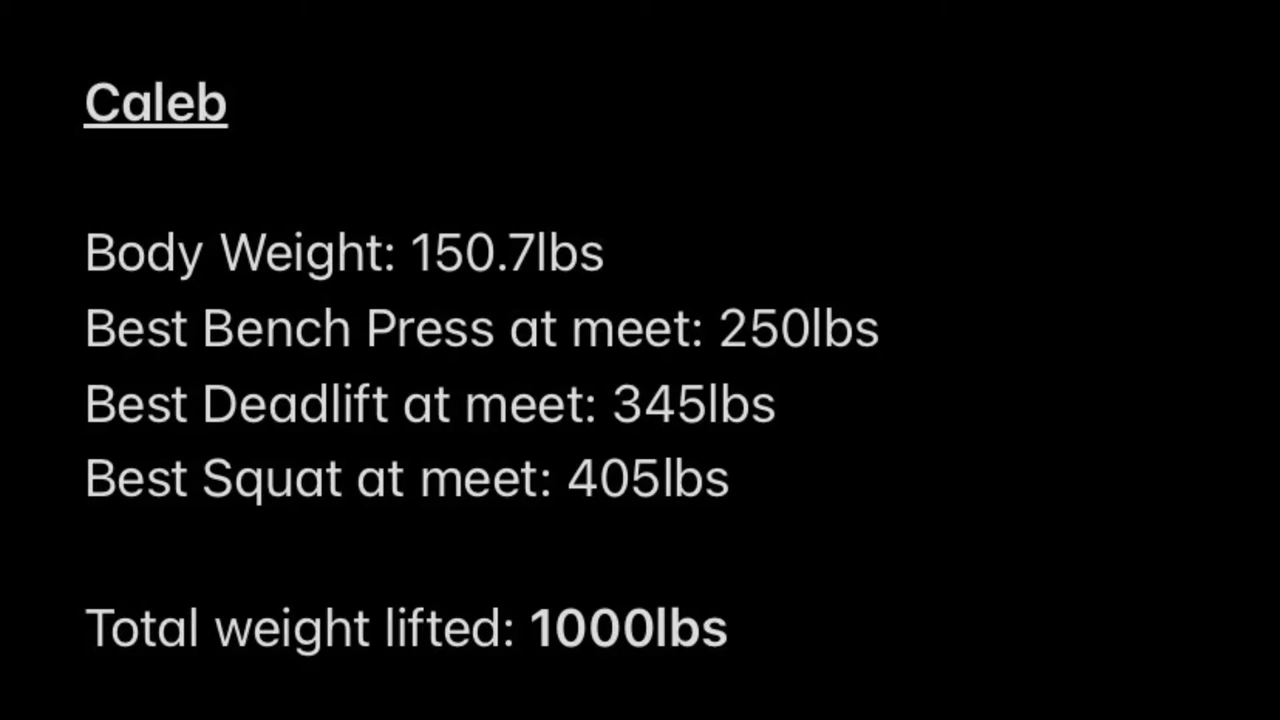 Caleb
Body Weight: 150.7lbs
Best Bench Press at meet: 250lbs
Best Deadlift at meet: 345lbs
Best Squat at meet: 405lbs
Total weight lifted: 1000lbs